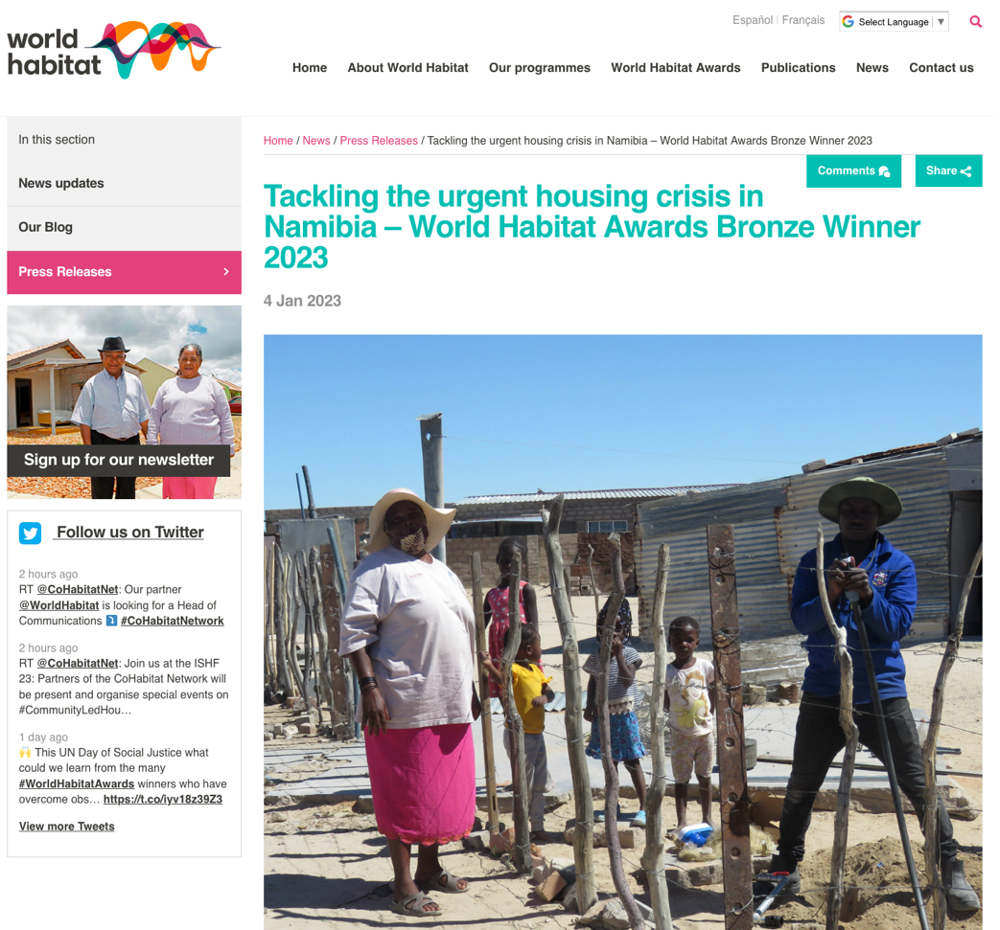 Español | Français
Select Language ▼
world
habitat
Home
About World Habitat
Our programmes
World Habitat Awards
Publications
News
Contact us
In this section
News updates
Our Blog
Press Releases
Sign up for our newsletter
Follow us on Twitter
2 hours ago
RT @CoHabitatNet: Our partner
@WorldHabitat is looking for a Head of
Communications ⤵️ #CoHabitatNetwork
2 hours ago
RT @CoHabitatNet: Join us at the ISHF
23: Partners of the CoHabitat Network will
be present and organise special events on
#CommunityLedHou…
1 day ago
🙌 This UN Day of Social Justice what
could we learn from the many
#WorldHabitatAwards winners who have
overcome obs… https://t.co/iyv18z39Z3
View more Tweets
Home / News / Press Releases / Tackling the urgent housing crisis in Namibia – World Habitat Awards Bronze Winner 2023
Comments
Share
Tackling the urgent housing crisis in
Namibia – World Habitat Awards Bronze Winner
2023
4 Jan 2023